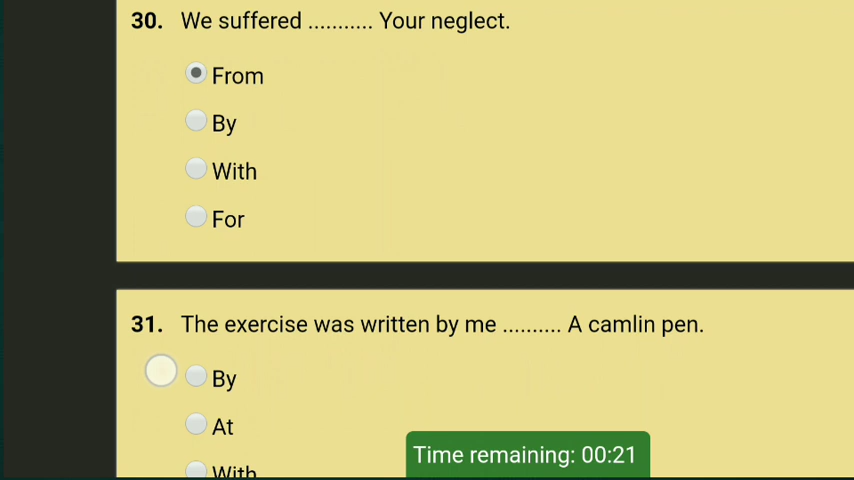 30. We suffered ........... Your neglect.
From
By
With
For
31. The exercise was written by me .......... A camlin pen.
By
At
With
Time remaining: 00:21